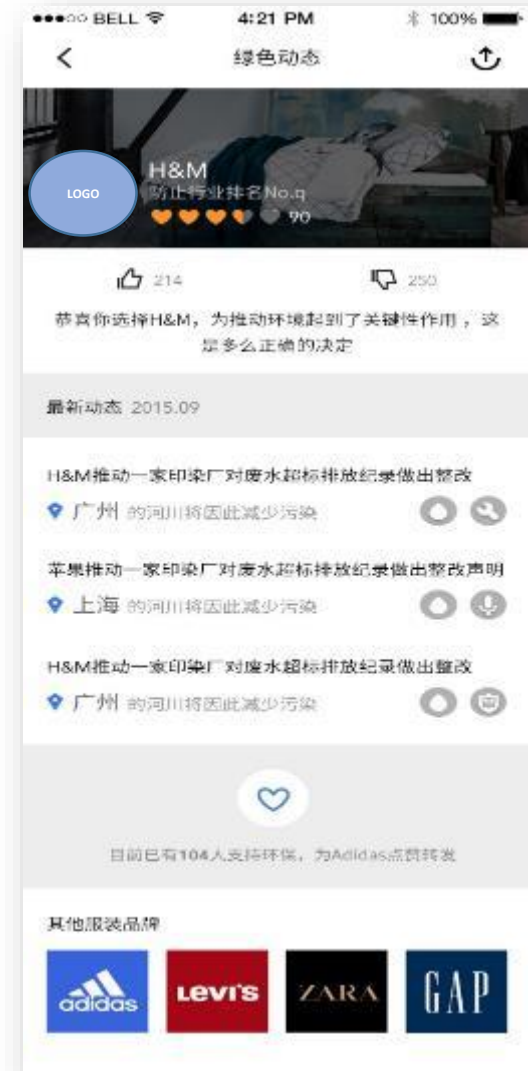 BELL 4:21 PM 100%
绿色动态
H&M
LOGO
防止行业排名No.q
90
214 250
恭喜你选择H&M，为推动环境起到了关键性作用，这
是多么正确的决定
最新动态 2015.09
H&M推动一家印染厂对废水超标排放纪录做出整改
广州 的河川将因此减少污染
苹果推动一家印染厂对废水超标排放纪录做出整改声明
上海 的河川将因此减少污染
H&M推动一家印染厂对废水超标排放纪录做出整改
广州 的河川将因此减少污染
目前已有104人支持环保，为Adidas点赞转发
其他服装品牌
adidas LEVI'S ZARA GAP